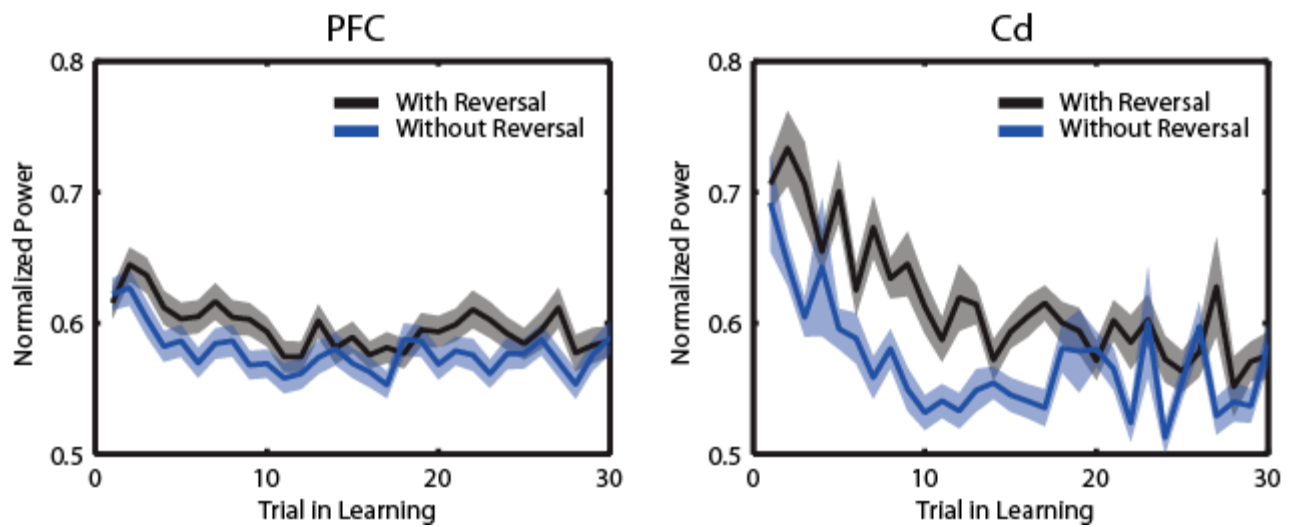 PFC
0.8
0.7
0.6
0.5
0
10
20
30
Normalized Power
Trial in Learning
With Reversal
Without Reversal
Cd
0.8
0.7
0.6
0.5
0
10
20
30
Normalized Power
Trial in Learning
With Reversal
Without Reversal